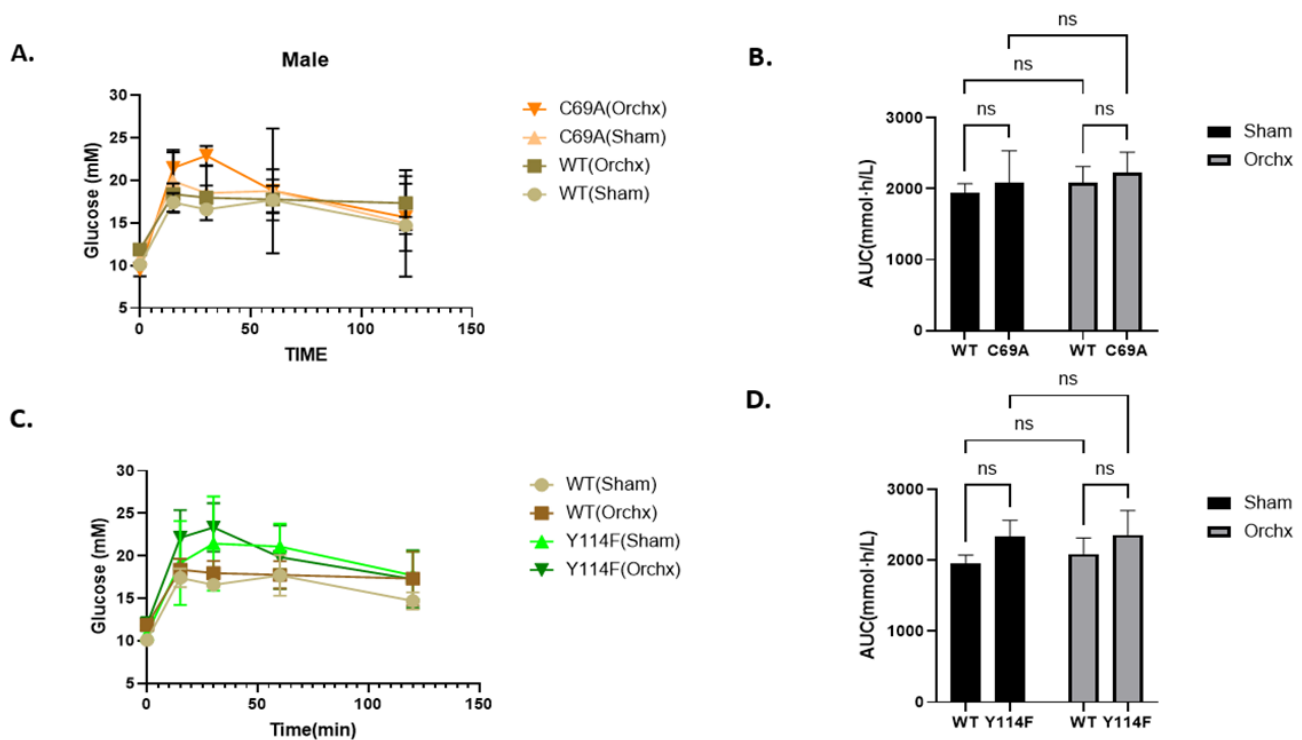 A.
Male
30
25
20
15
10
5
Glucose (mM)
0
50
100
150
TIME
C69A(Orchx)
C69A(Sham)
WT(Orchx)
WT(Sham)
B.
ns
ns
ns
ns
3000
2000
1000
0
AUC(mmol·h/L)
WT C69A WT C69A
Sham
Orchx
C.
30
25
20
15
10
5
Glucose (mM)
0
50
100
150
Time(min)
WT(Sham)
WT(Orchx)
Y114F(Sham)
Y114F(Orchx)
D.
ns
ns
ns
ns
3000
2000
1000
0
AUC(mmol·h/L)
WT Y114F WT Y114F
Sham
Orchx